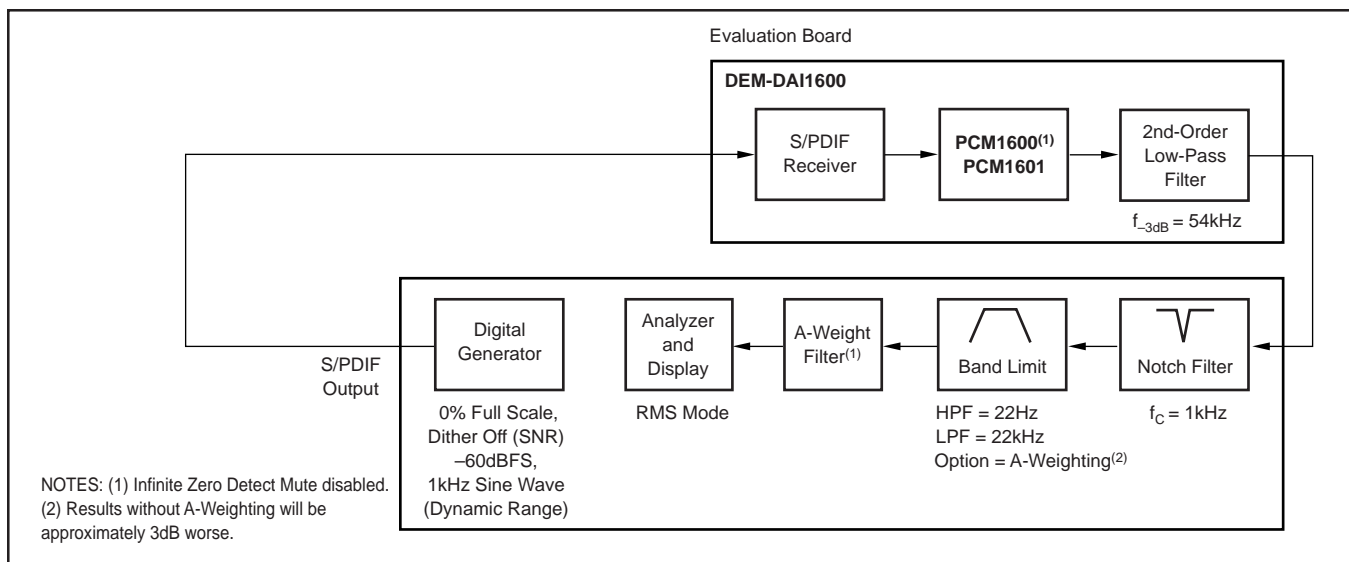 Evaluation Board
DEM-DAI1600
S/PDIF
Receiver
PCM1600(1)
PCM1601
2nd-Order
Low-Pass
Filter
f–3dB = 54kHz
S/PDIF
Output
Digital
Generator
0% Full Scale,
Dither Off (SNR)
–60dBFS,
1kHz Sine Wave
(Dynamic Range)
Analyzer
and
Display
RMS Mode
A-Weight
Filter(1)
Band Limit
HPF = 22Hz
LPF = 22kHz
Option = A-Weighting(2)
Notch Filter
fC = 1kHz
NOTES: (1) Infinite Zero Detect Mute disabled.
(2) Results without A-Weighting will be
approximately 3dB worse.